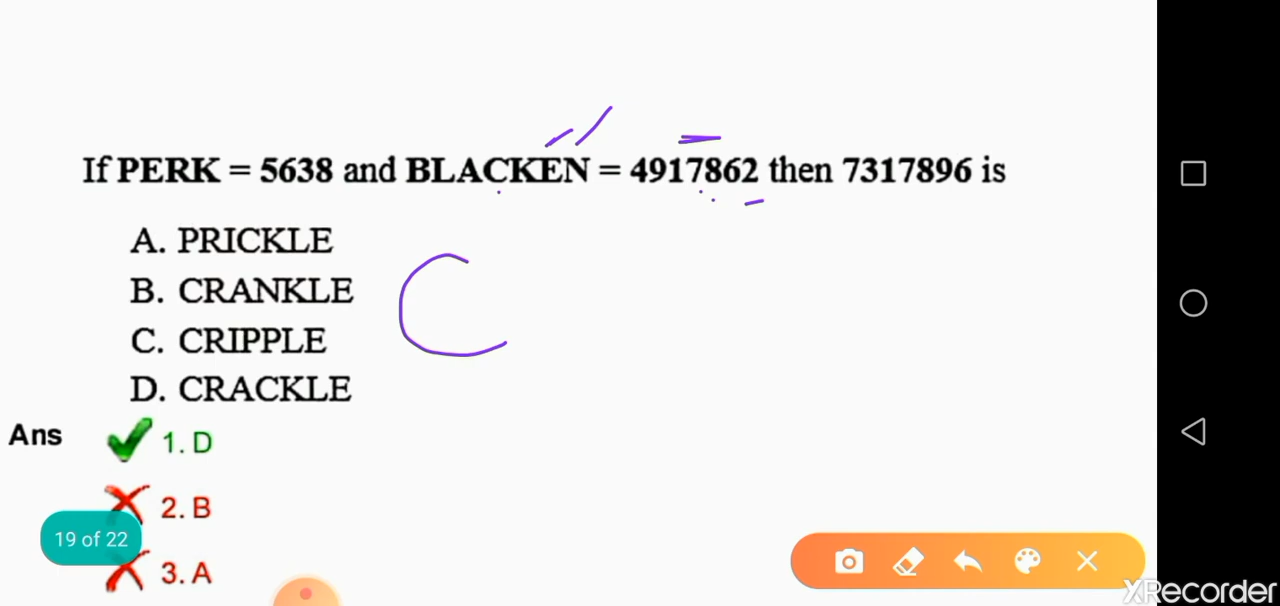 If PERK = 5638 and BLACKEN = 4917862 then 7317896 is
A. PRICKLE
B. CRANKLE
C. CRIPPLE
D. CRACKLE
Ans 1. D
2. B
19 of 22
3. A
XRecorder